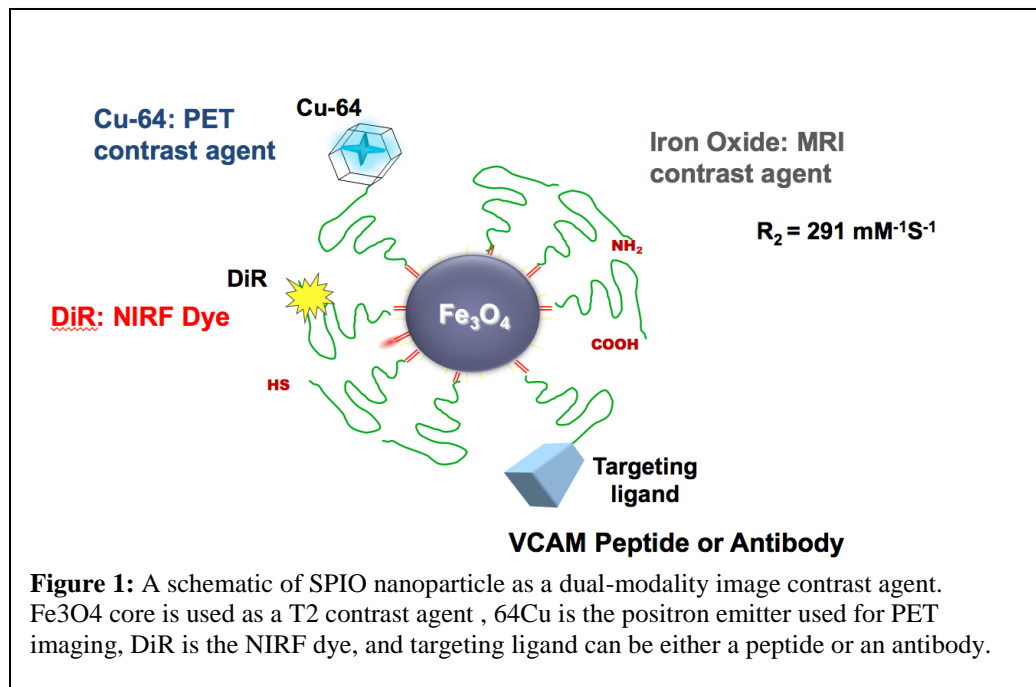 Cu-64
Cu-64: PET
contrast agent
Iron Oxide: MRI
contrast agent
R₂ = 291 mM⁻¹S⁻¹
NH₂
DiR
DiR: NIRF Dye
Fe₃O₄
COOH
HS
Targeting
ligand
VCAM Peptide or Antibody
Figure 1: A schematic of SPIO nanoparticle as a dual-modality image contrast agent.
Fe3O4 core is used as a T2 contrast agent , 64Cu is the positron emitter used for PET
imaging, DiR is the NIRF dye, and targeting ligand can be either a peptide or an antibody.